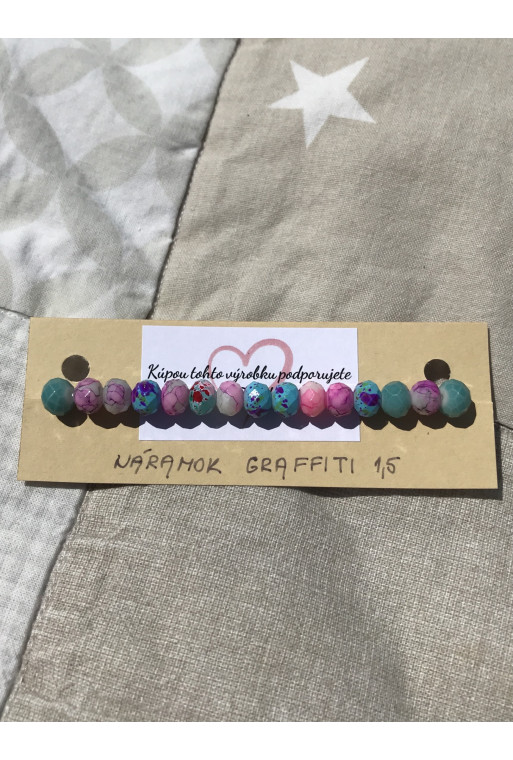 Kúpou tohto výrobku podporujete
NÁRAMOK GRAFFITI 1,5